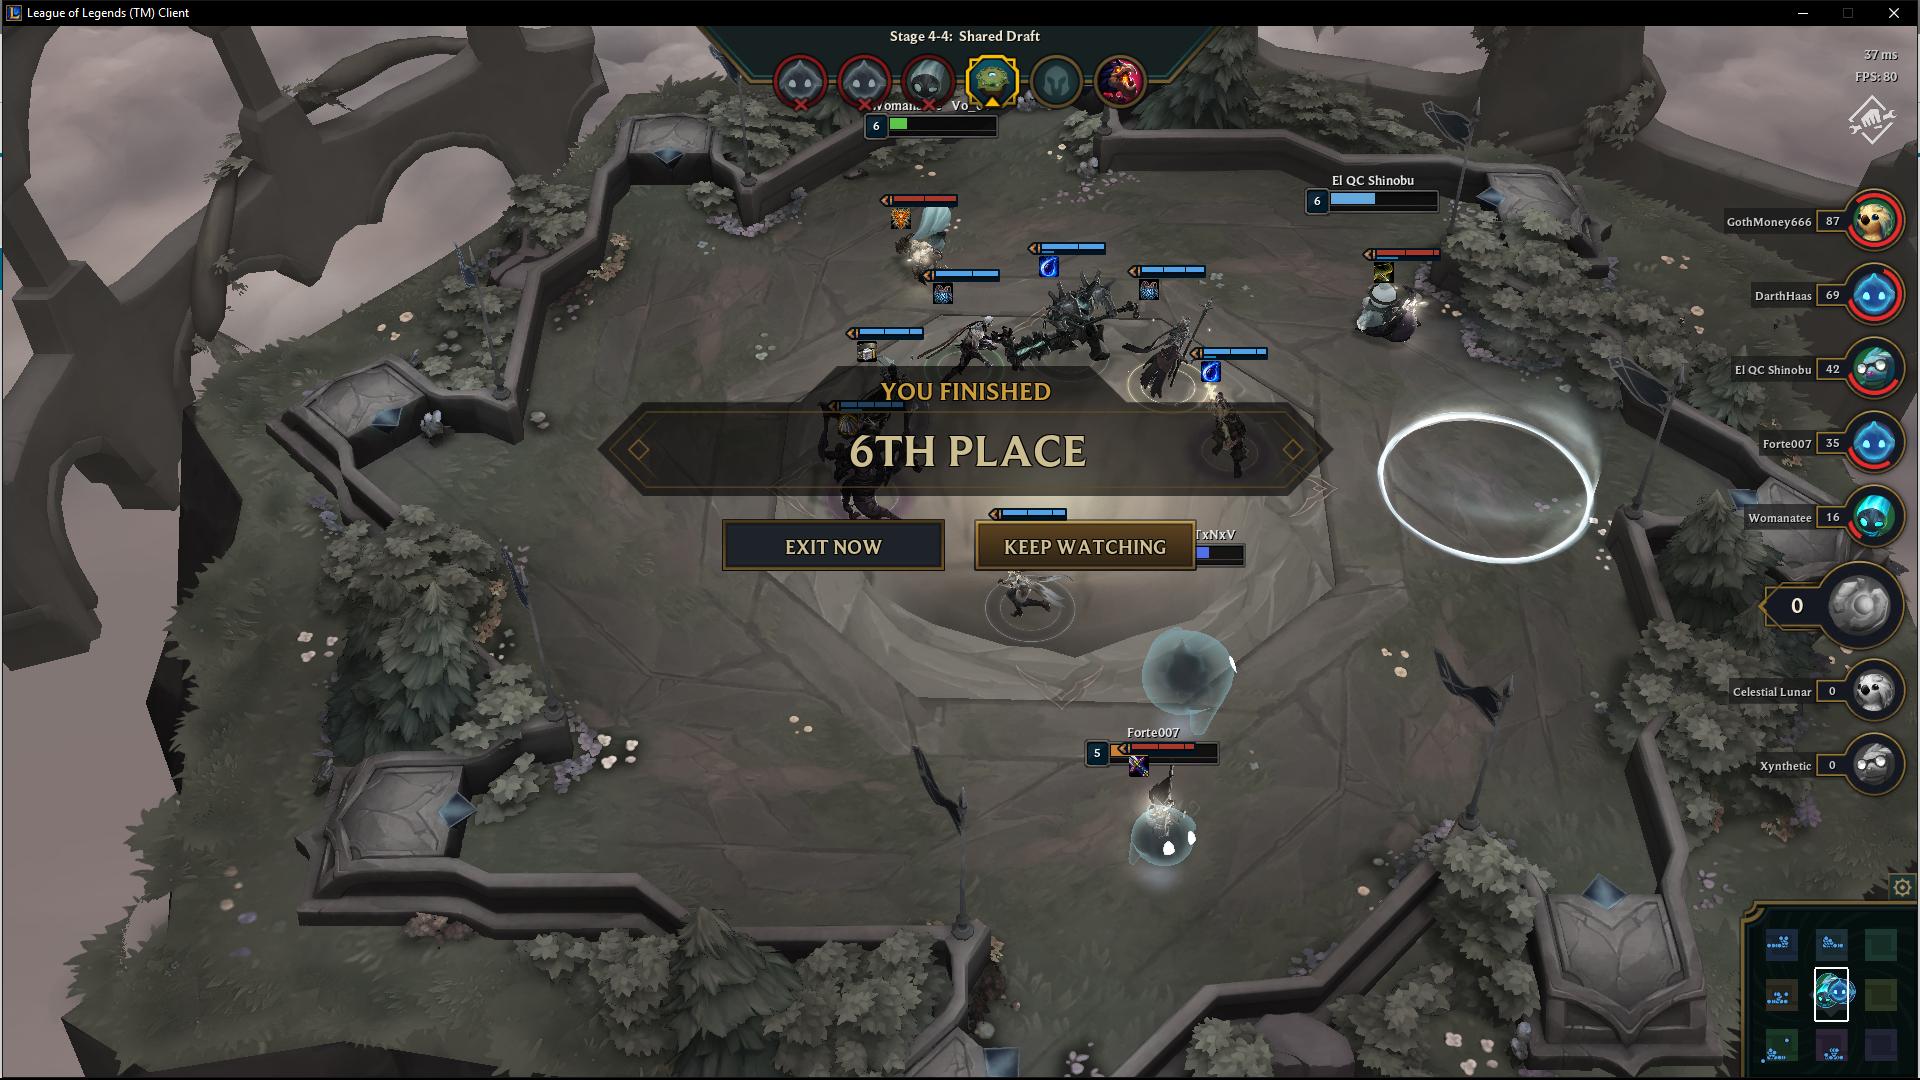 League of Legends (TM) Client
Stage 4-4: Shared Draft
37 ms
FPS: 80
6
El QC Shinobu
6
GothMoney666 87
DarthHaas 69
El QC Shinobu 42
YOU FINISHED
6TH PLACE
Forte007 35
Womanatee 16
EXIT NOW
KEEP WATCHING
TxNxV
0
Celestial Lunar 0
Forte007
5
Xynthetic 0